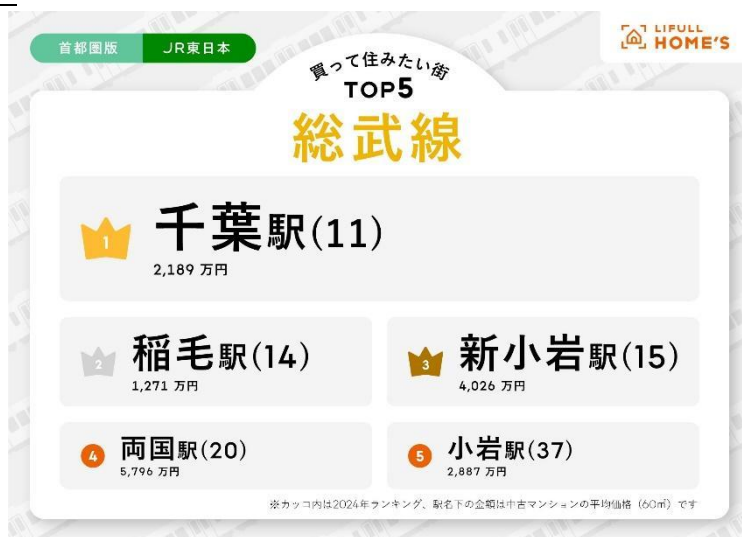 首都圏版 JR東日本
LIFULL
HOME'S
買って住みたい街
TOP5
総武線
1
千葉駅(11)
2,189 万円
2
稲毛駅(14)
1,271 万円
3
新小岩駅(15)
4,026 万円
4
両国駅(20)
5,796 万円
5
小岩駅(37)
2,887 万円
※カッコ内は2024年ランキング、駅名下の金額は中古マンションの平均価格（60㎡）です